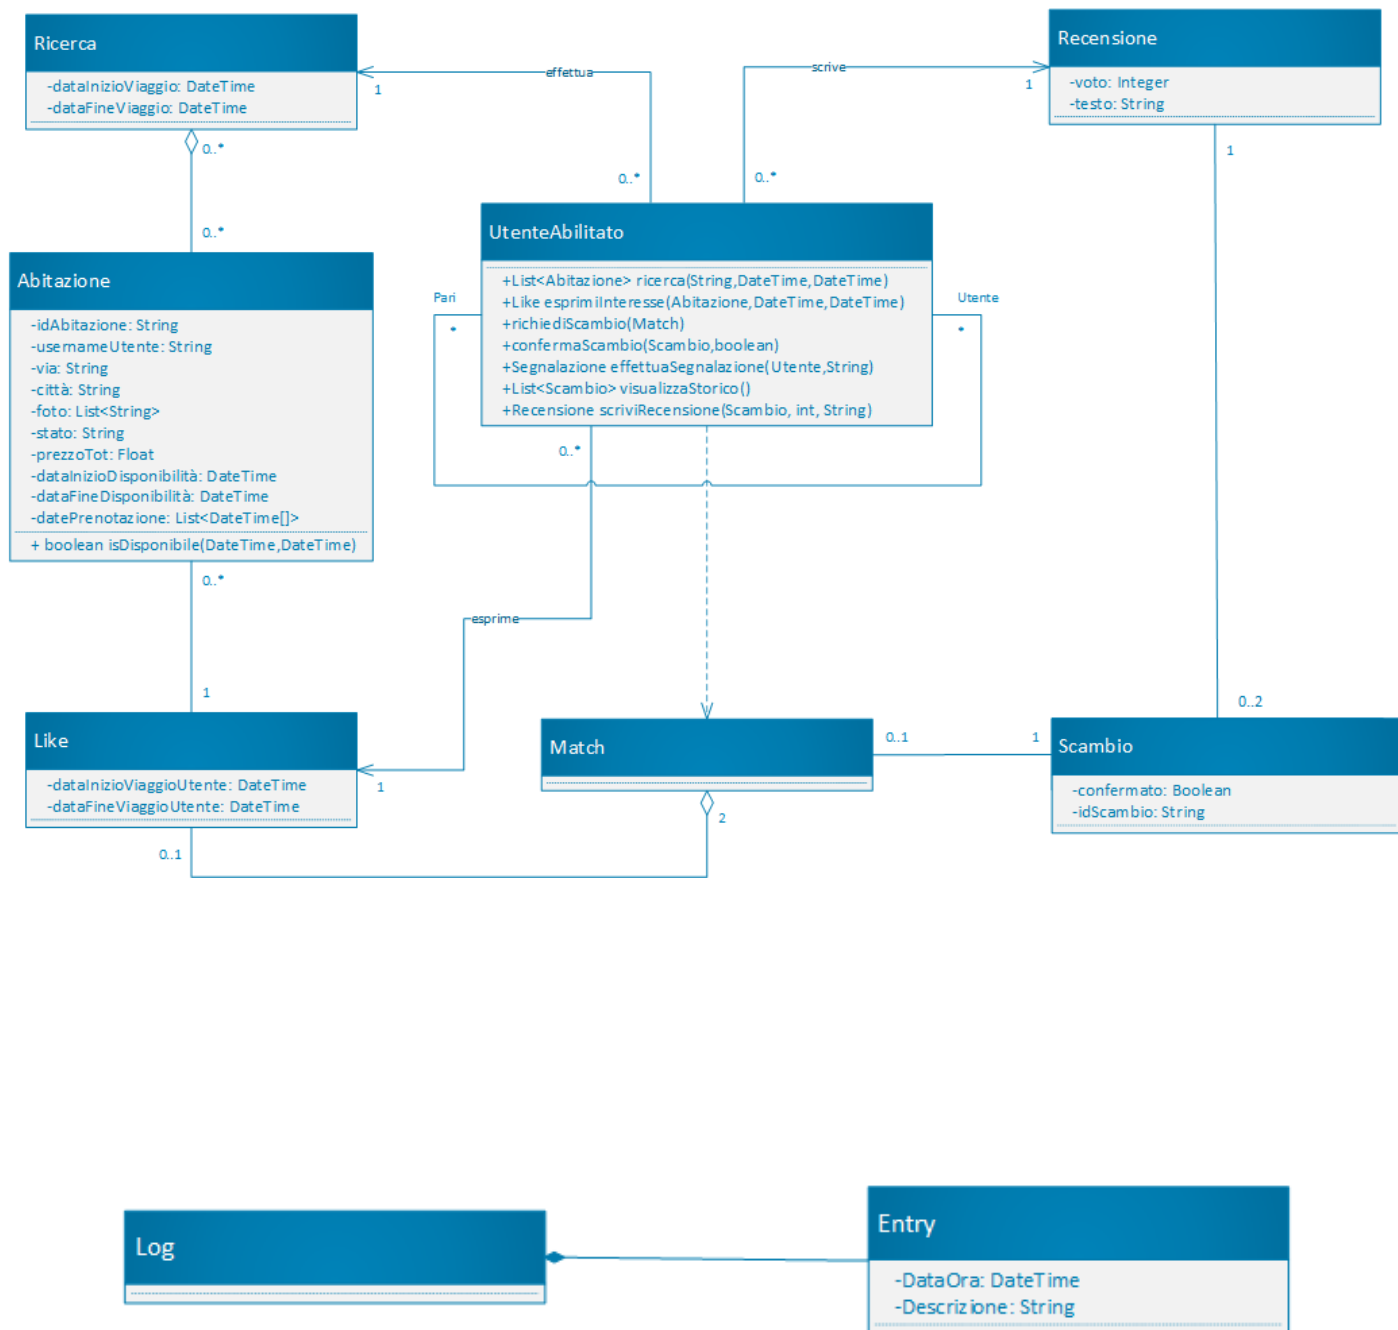 Ricerca
-dataInizioViaggio: DateTime
-dataFineViaggio: DateTime
effettua
1
0..*
scrive
1
0..*
Recensione
-voto: Integer
-testo: String
1
0..*
0..*
Abitazione
-idAbitazione: String
-usernameUtente: String
-via: String
-città: String
-foto: List<String>
-stato: String
-prezzoTot: Float
-dataInizioDisponibilità: DateTime
-dataFineDisponibilità: DateTime
-datePrenotazione: List<DateTime[]>
+ boolean isDisponibile(DateTime,DateTime)
UtenteAbilitato
+List<Abitazione> ricerca(String,DateTime,DateTime)
+Like esprimiInteresse(Abitazione,DateTime,DateTime)
+richiediScambio(Match)
+confermaScambio(Scambio,boolean)
+Segnalazione effettuaSegnalazione(Utente,String)
+List<Scambio> visualizzaStorico()
+Recensione scriviRecensione(Scambio, int, String)
Pari
*
Utente
*
0..*
0..*
esprime
1
1
0..2
Like
-dataInizioViaggioUtente: DateTime
-dataFineViaggioUtente: DateTime
0..1
Match
2
0..1
1
Scambio
-confermato: Boolean
-idScambio: String
Log
Entry
-DataOra: DateTime
-Descrizione: String